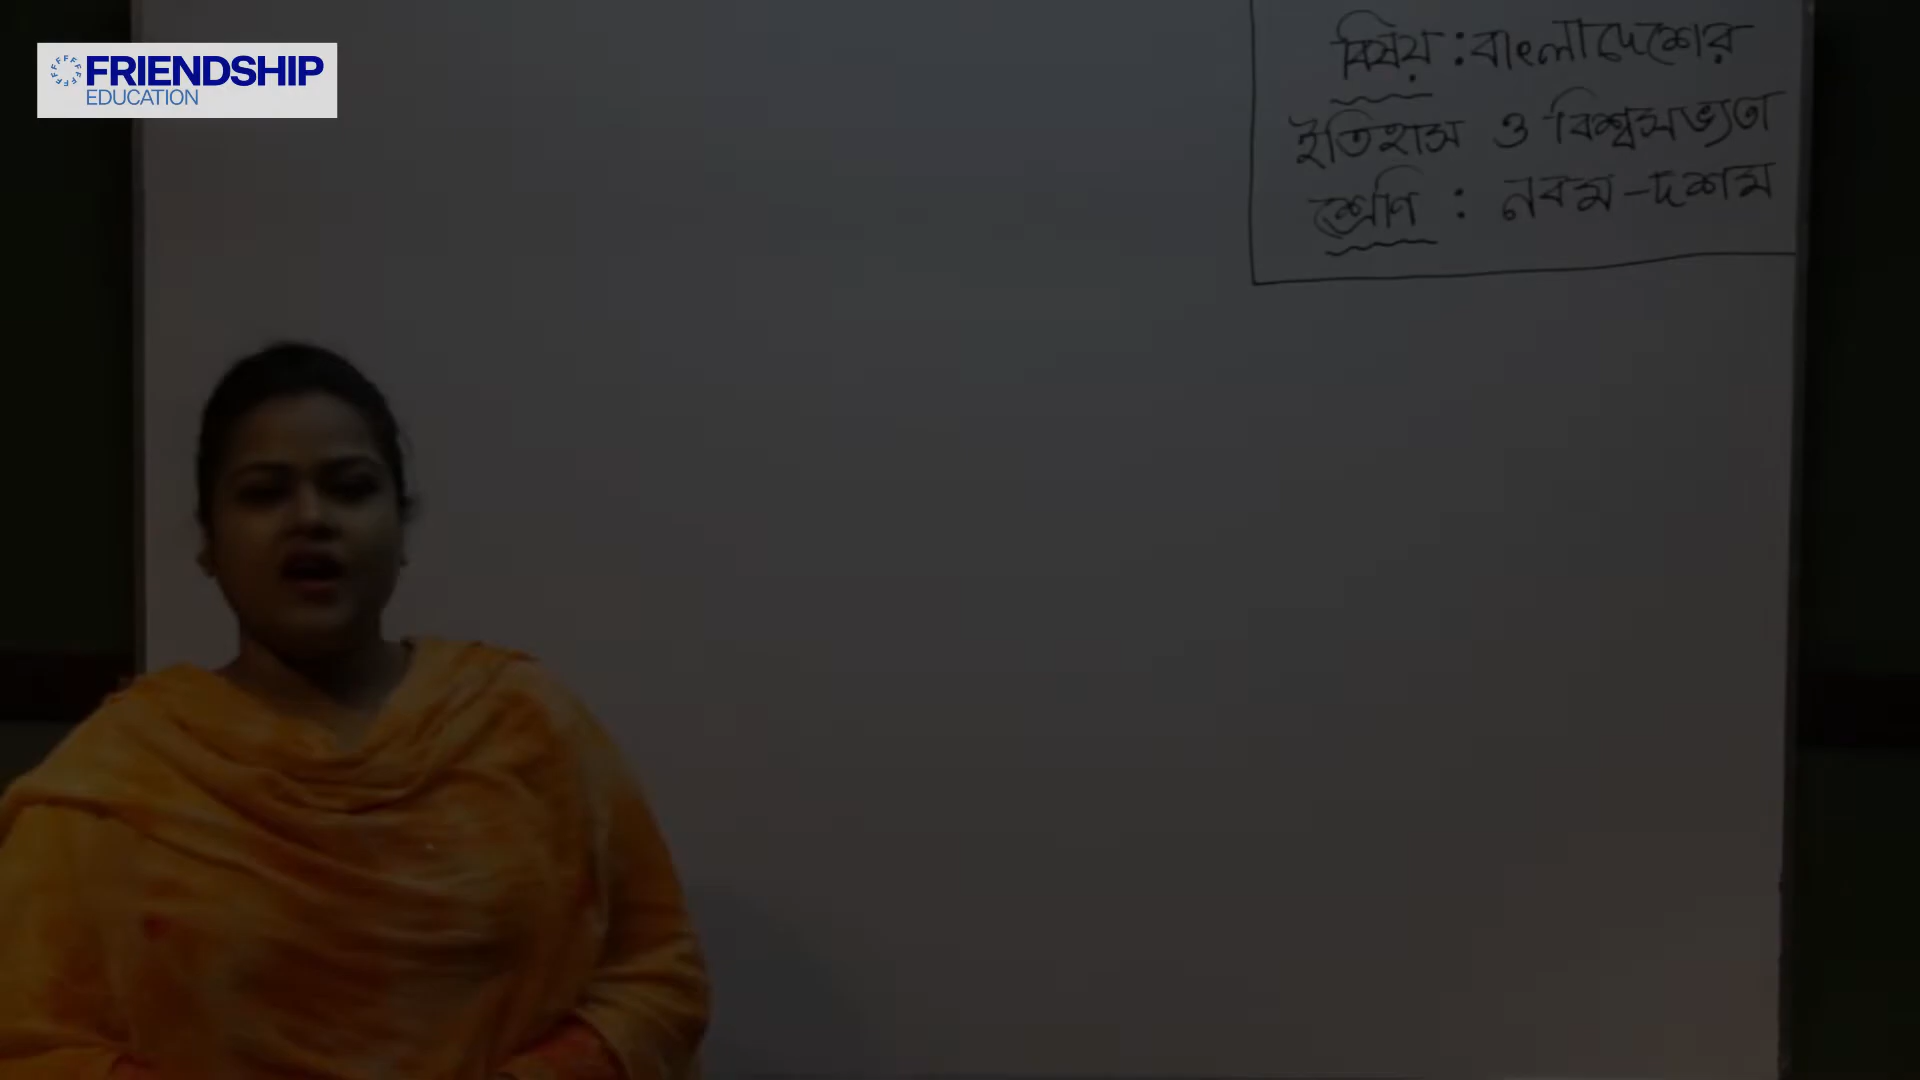 FRIENDSHIP
EDUCATION
বিষয় : বাংলাদেশের
ইতিহাস ও বিশ্বসভ্যতা
শ্রেণি : নবম - দশম